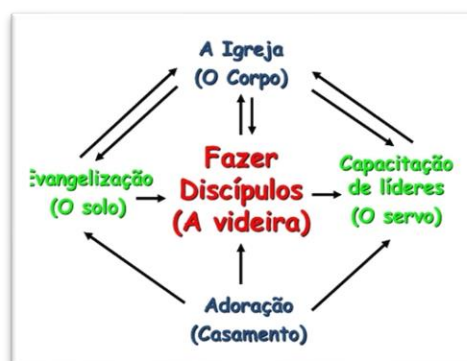 A Igreja
(O Corpo)
Evangelização
(O solo)
Fazer
Discípulos
(A videira)
Capacitação
de líderes
(O servo)
Adoração
(Casamento)